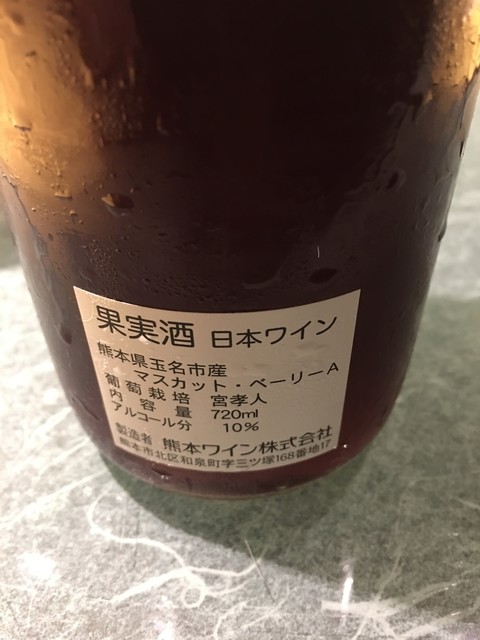 果実酒 日本ワイン
熊本県玉名市産
マスカット・ベーリーA
葡萄栽培 宮孝人
内容量 720ml
アルコール分 10%
製造者 熊本ワイン株式会社
熊本市北区和泉町字三ツ塚168番地17